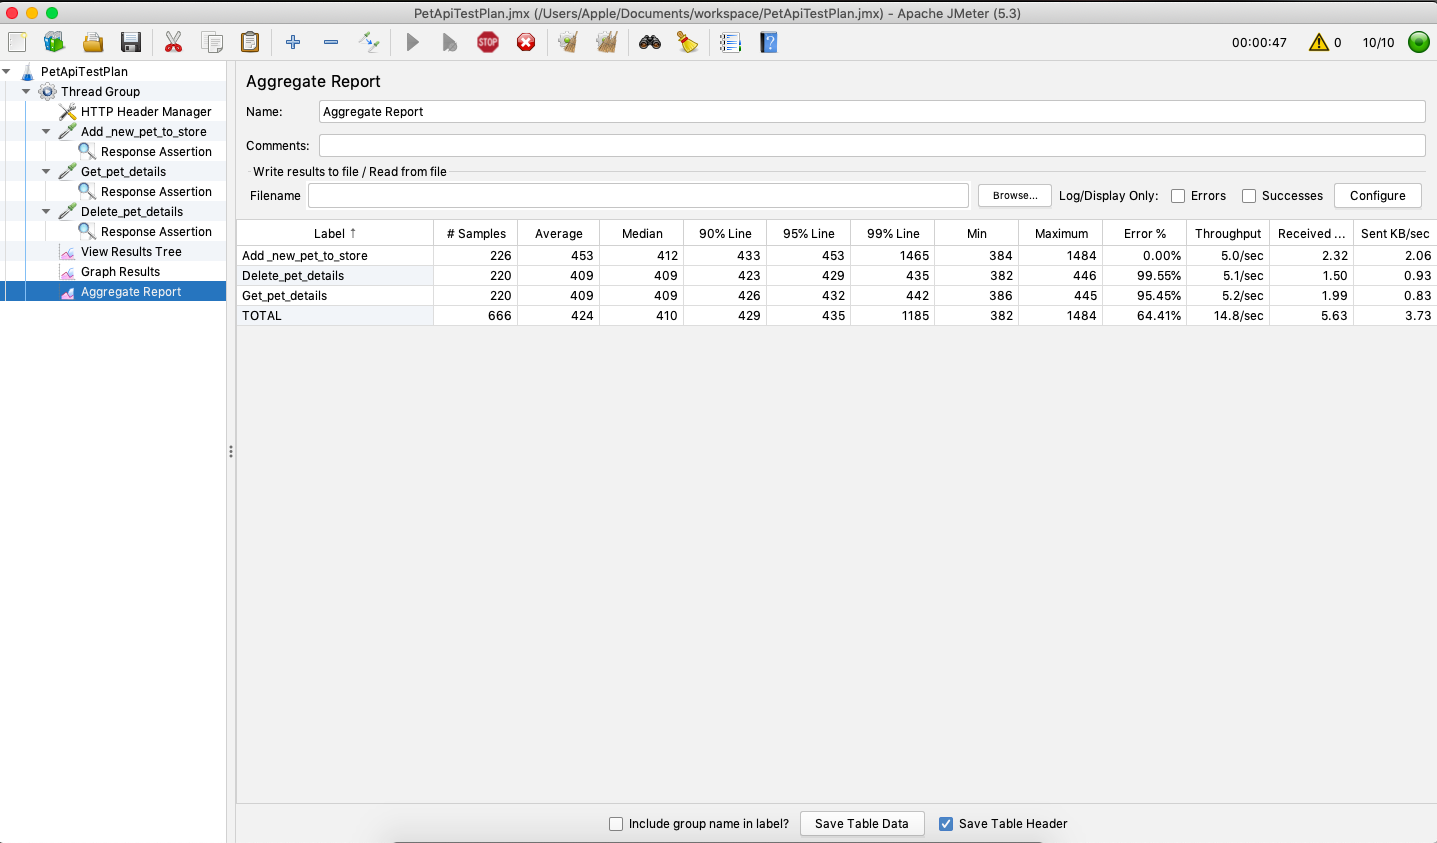 PetApiTestPlan.jmx (/Users/Apple/Documents/workspace/PetApiTestPlan.jmx) - Apache JMeter (5.3)
STOP
00:00:47 0 10/10
PetApiTestPlan
Thread Group
HTTP Header Manager
Add _new_pet_to_store
Response Assertion
Get_pet_details
Response Assertion
Delete_pet_details
Response Assertion
View Results Tree
Graph Results
Aggregate Report
Aggregate Report
Name: Aggregate Report
Comments:
Write results to file / Read from file
Filename Browse... Log/Display Only: Errors Successes Configure
Label ↑ # Samples Average Median 90% Line 95% Line 99% Line Min Maximum Error % Throughput Received ... Sent KB/sec
Add _new_pet_to_store 226 453 412 433 453 1465 384 1484 0.00% 5.0/sec 2.32 2.06
Delete_pet_details 220 409 409 423 429 435 382 446 99.55% 5.1/sec 1.50 0.93
Get_pet_details 220 409 409 426 432 442 386 445 95.45% 5.2/sec 1.99 0.83
TOTAL 666 424 410 429 435 1185 382 1484 64.41% 14.8/sec 5.63 3.73
Include group name in label? Save Table Data Save Table Header